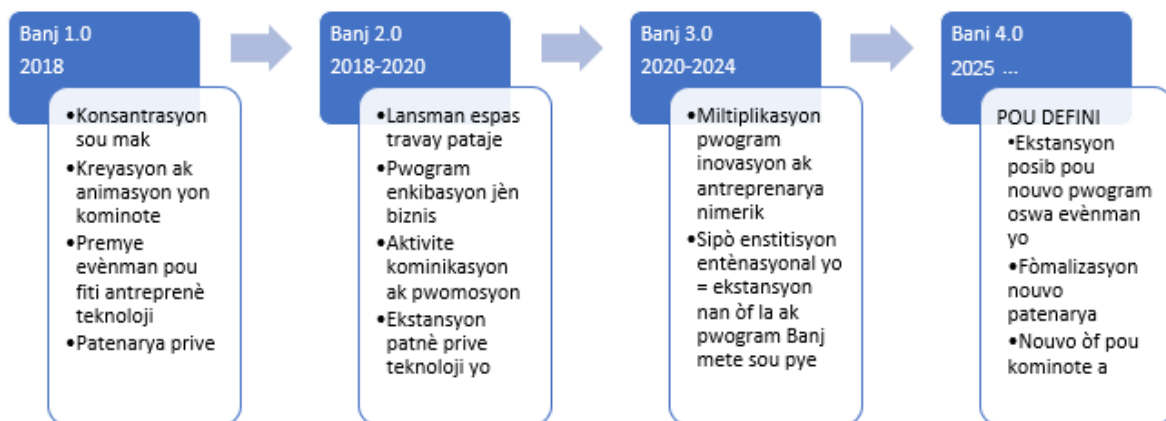 Banj 1.0
2018
•Konsantrasyon
sou mak
•Kreyasyon ak
animasyon yon
kominote
•Premye
evènman pou
fiti antreprenè
teknoloji
•Patenarya prive
Banj 2.0
2018-2020
•Lansman espas
travay pataje
•Pwogram
enkibasyon jèn
biznis
•Aktivite
kominikasyon
ak pwomosyon
•Ekstansyon
patnè prive
teknoloji yo
Banj 3.0
2020-2024
•Miltiplikasyon
pwogram
inovasyon ak
antreprenarya
nimerik
•Sipò enstitisyon
entènasyonal yo
= ekstansyon
nan òf la ak
pwogram Banj
mete sou pye
Bani 4.0
2025 ...
POU DEFINI
•Ekstansyon
posib pou
nouvo pwogram
oswa evènman
yo
•Fòmalizasyon
nouvo
patenarya
•Nouvo òf pou
kominote a